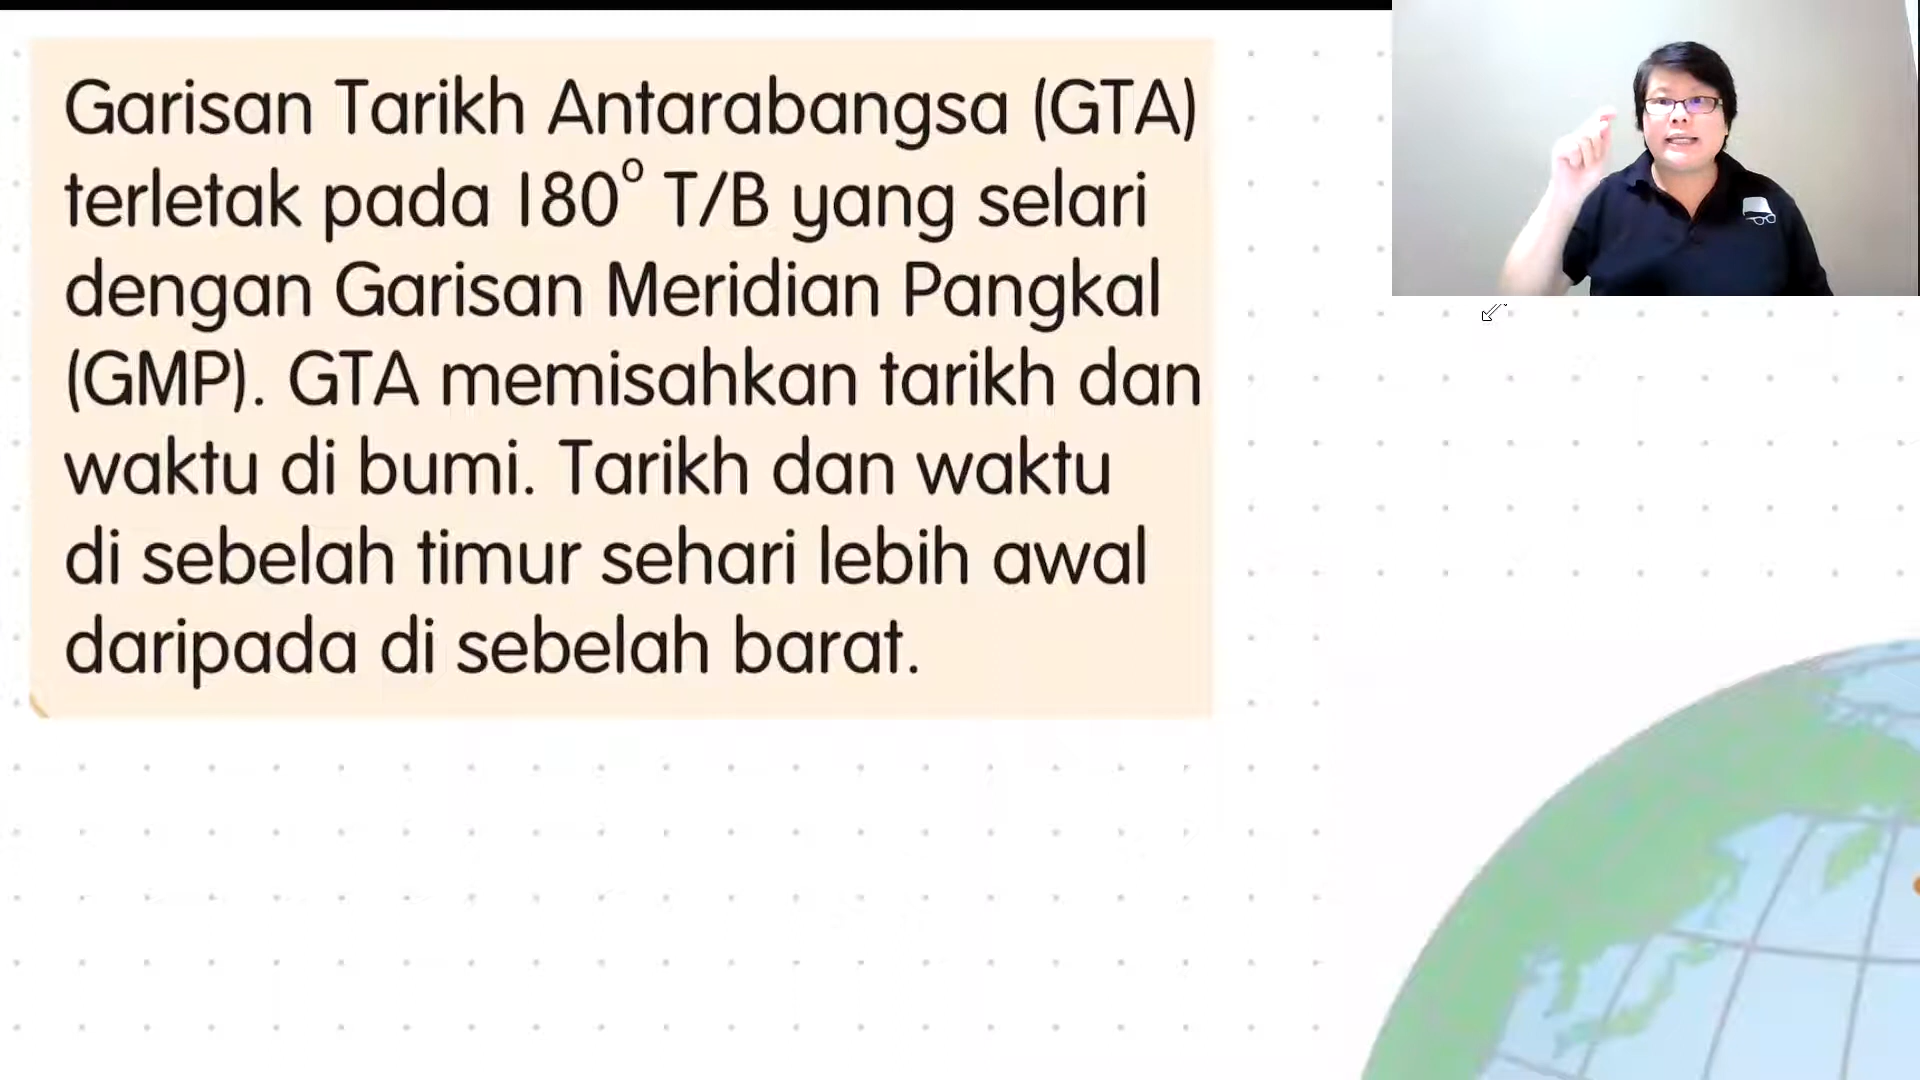 Garisan Tarikh Antarabangsa (GTA)
terletak pada 180° T/B yang selari
dengan Garisan Meridian Pangkal
(GMP). GTA memisahkan tarikh dan
waktu di bumi. Tarikh dan waktu
di sebelah timur sehari lebih awal
daripada di sebelah barat.